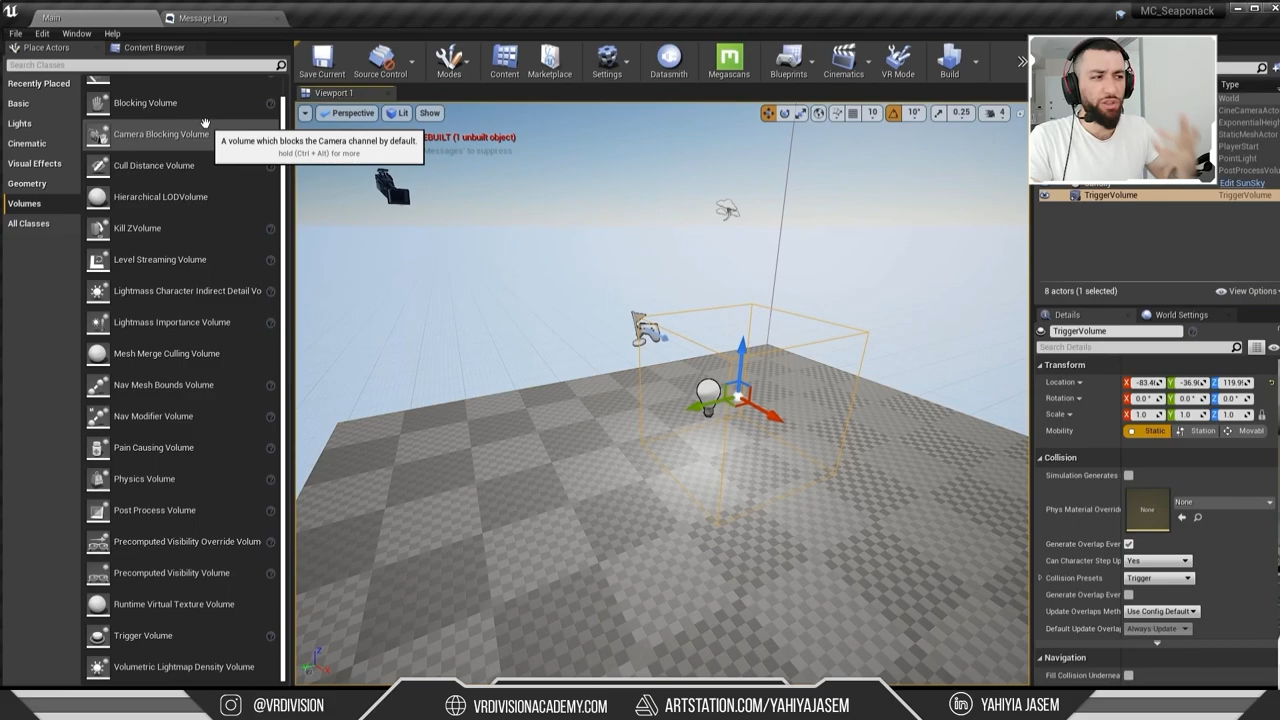 Main
Message Log
MC_Seaponack
File Edit Window Help
Place Actors
Content Browser
Search Classes
Recently Placed
Basic
Lights
Cinematic
Visual Effects
Geometry
Volumes
All Classes
Blocking Volume
Camera Blocking Volume
Cull Distance Volume
Hierarchical LODVolume
Kill ZVolume
Level Streaming Volume
Lightmass Character Indirect Detail Vo
Lightmass Importance Volume
Mesh Merge Culling Volume
Nav Mesh Bounds Volume
Nav Modifier Volume
Pain Causing Volume
Physics Volume
Post Process Volume
Precomputed Visibility Override Volum
Precomputed Visibility Volume
Runtime Virtual Texture Volume
Trigger Volume
Volumetric Lightmap Density Volume
A volume which blocks the Camera channel by default.
hold (Ctrl + Alt) for more
Save Current
Source Control
Modes
Content
Marketplace
Settings
Datasmith
Megascans
Blueprints
Cinematics
VR Mode
Build
Viewport 1
Perspective
Lit
Show
10
10°
0.25
4
EBUILT (1 unbuilt object)
Messages' to suppress
Type
World
CineCameraActor
ExponentialHeigh
StaticMeshActor
PlayerStart
PointLight
PostProcessVolu
Edit SunSky
TriggerVolume TriggerVolume
8 actors (1 selected)
View Options
Details
World Settings
TriggerVolume
Search Details
Transform
Location X Y Z 119.9
Rotation X 0.0° Y 0.0° Z 0.0°
Scale X 1.0 Y 1.0 Z 1.0
Mobility Static Station Movabl
Collision
Simulation Generates
Phys Material Override None None
Generate Overlap Ever
Can Character Step Up Yes
Collision Presets Trigger
Generate Overlap Ever
Update Overlaps Meth Use Config Default
Default Update Overlap Always Update
Navigation
Fill Collision Undernea
@VRDIVISION
VRDIVISIONACADEMY.COM
ARTSTATION.COM/YAHIYAJASEM
YAHIYIA JASEM